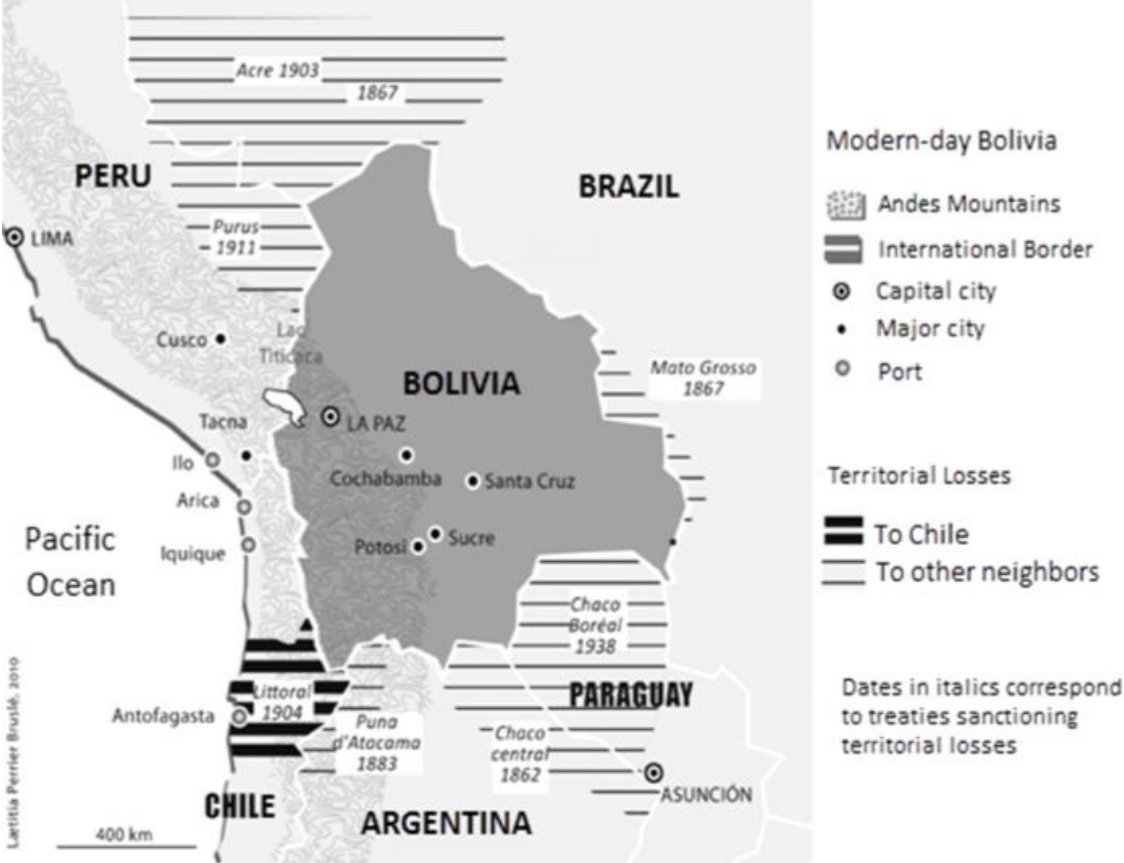 Acre 1903
1867
PERU
BRAZIL
Purus
1911
LIMA
Cusco
Lac
Titicaca
Mato Grosso
1867
BOLIVIA
LA PAZ
Tacna
Ilo
Cochabamba
Santa Cruz
Arica
Iquique
Potosi
Sucre
Pacific
Ocean
Chaco
Boréal
1938
Littoral
1904
PARAGUAY
Antofagasta
Puna
d'Atacama
1883
Chaco
central
1862
ASUNCIÓN
CHILE
ARGENTINA
400 km
Lætitia Perrier Bruslé, 2010
Modern-day Bolivia
Andes Mountains
International Border
Capital city
Major city
Port
Territorial Losses
To Chile
To other neighbors
Dates in italics correspond
to treaties sanctioning
territorial losses